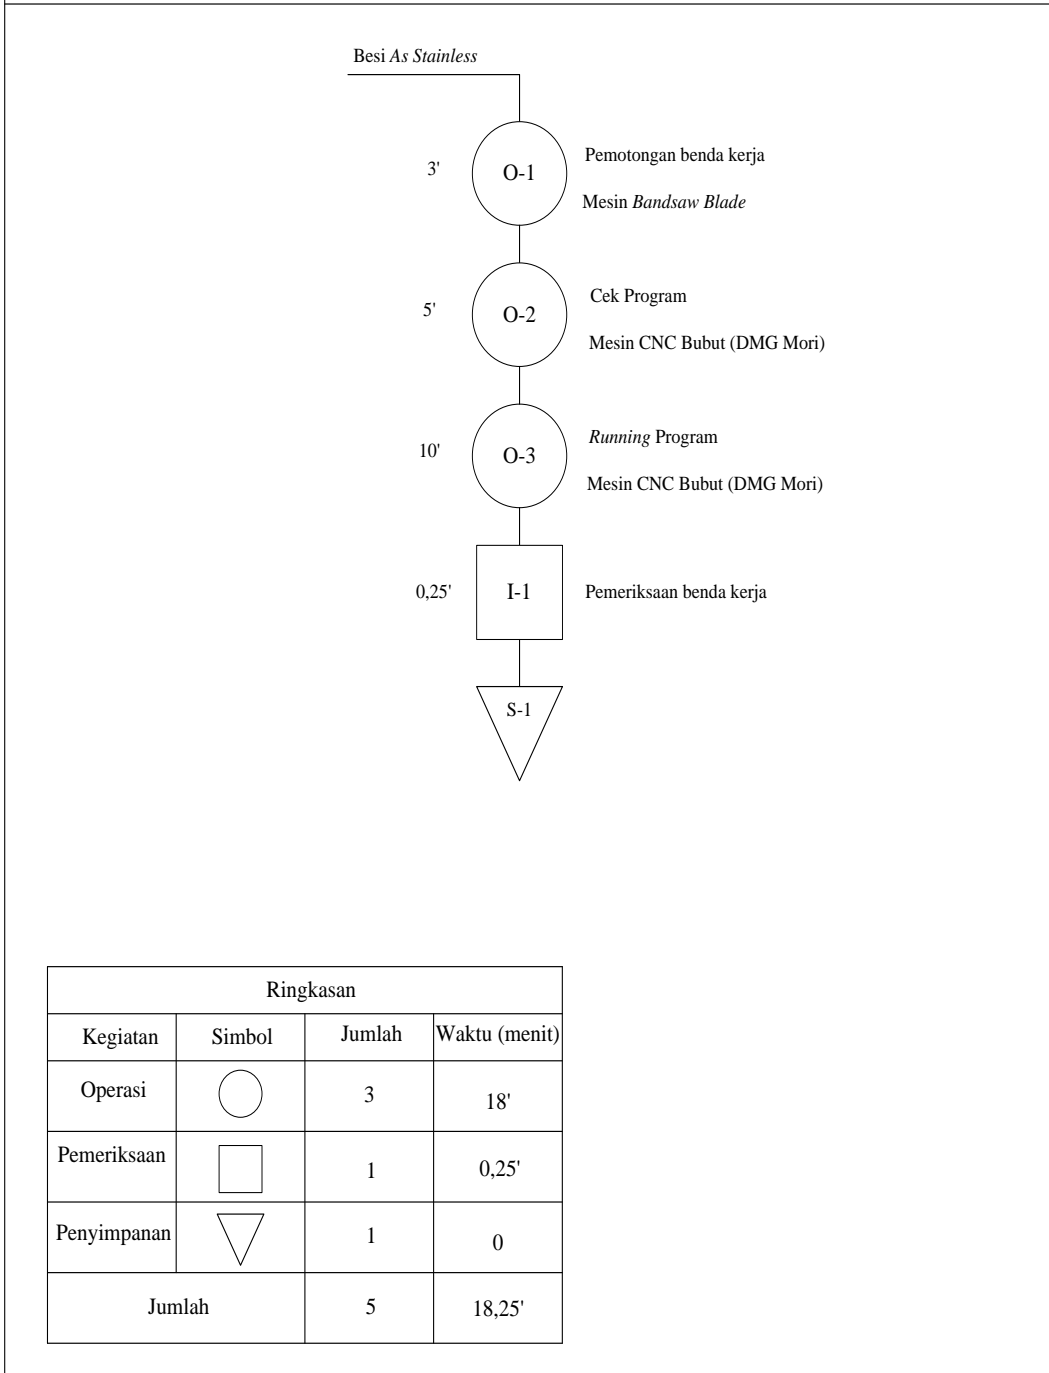 Besi As Stainless
3'
O-1
Pemotongan benda kerja
Mesin Bandsaw Blade
5'
O-2
Cek Program
Mesin CNC Bubut (DMG Mori)
10'
O-3
Running Program
Mesin CNC Bubut (DMG Mori)
0,25'
I-1
Pemeriksaan benda kerja
S-1
Ringkasan
Kegiatan Simbol Jumlah Waktu (menit)
Operasi 3 18'
Pemeriksaan 1 0,25'
Penyimpanan 1 0
Jumlah 5 18,25'